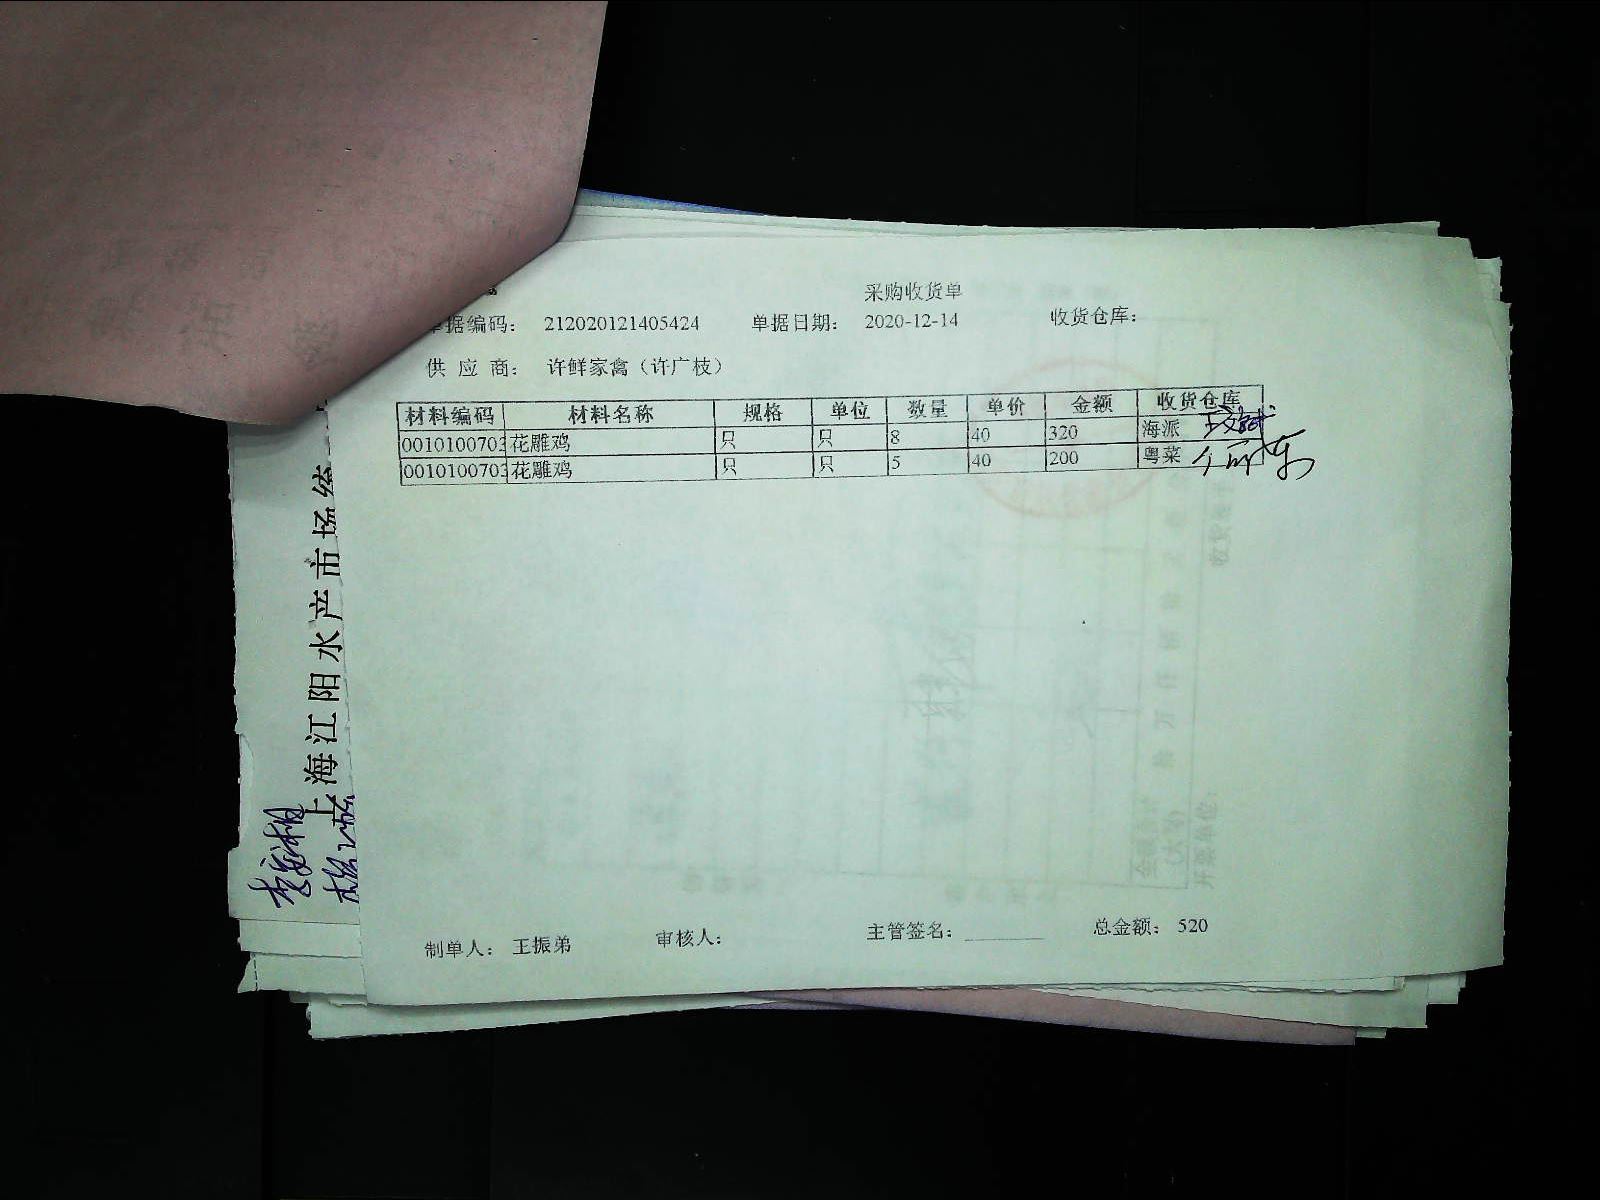 采购收货单
单据编码： 212020121405424 单据日期： 2020-12-14 收货仓库：
供 应 商： 许鲜家禽（许广枝）
材料编码 材料名称 规格 单位 数量 单价 金额 收货仓库
0010100703 花雕鸡 只 只 8 40 320 海派
0010100703 花雕鸡 只 只 5 40 200 粤菜
制单人： 王振弟 审核人： 主管签名： 总金额： 520
上海江阳水产市场